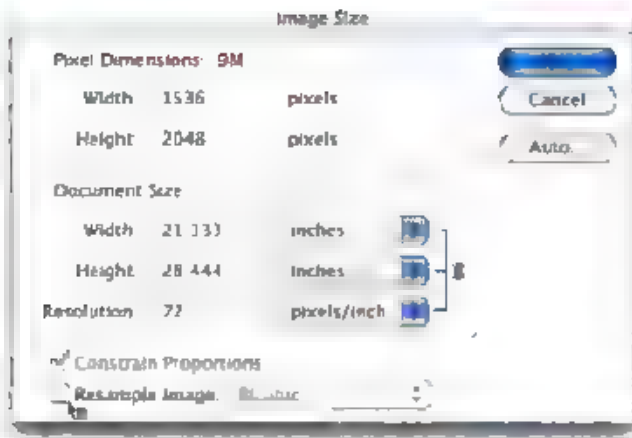 Image Size
Pixel Dimensions: 9M
Width 1536 pixels
Cancel
Height 2048 pixels
Auto...
Document Size
Width 21.333 inches
Height 28.444 inches
Resolution 72 pixels/inch
Constrain Proportions
Resample Image: Bicubic